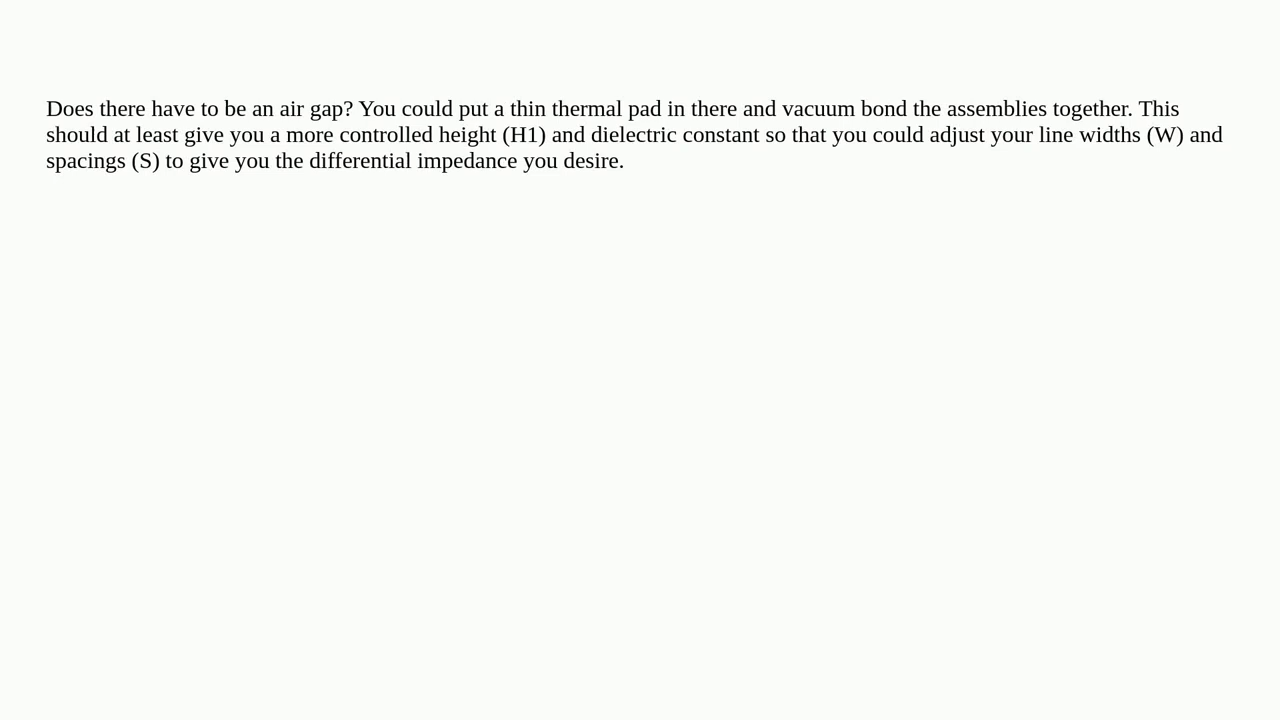 Does there have to be an air gap? You could put a thin thermal pad in there and vacuum bond the assemblies together. This
should at least give you a more controlled height (H1) and dielectric constant so that you could adjust your line widths (W) and
spacings (S) to give you the differential impedance you desire.